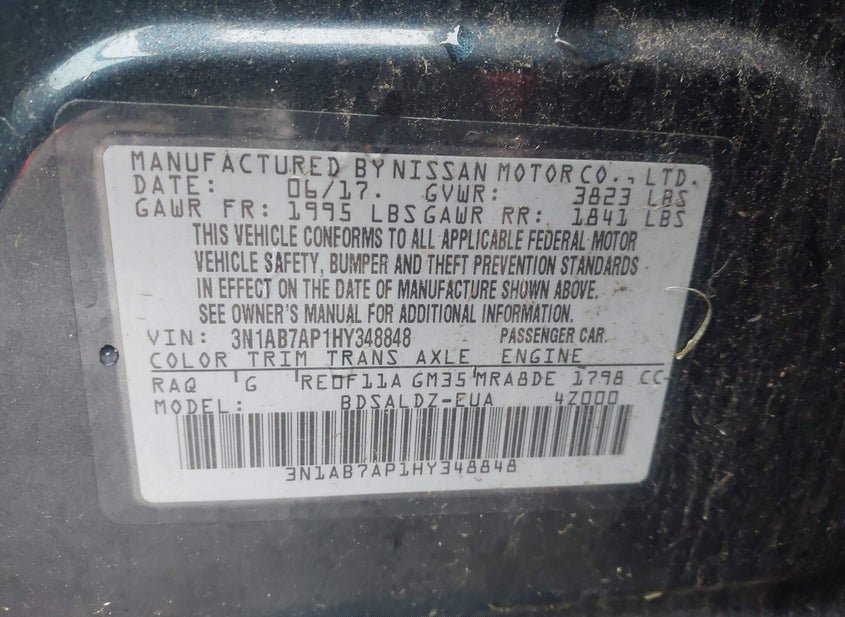 MANUFACTURED BY NISSAN MOTOR CO., LTD.
DATE: 06/17. GVWR: 3823 LBS
GAWR FR: 1995 LBS GAWR RR: 1841 LBS
THIS VEHICLE CONFORMS TO ALL APPLICABLE FEDERAL MOTOR
VEHICLE SAFETY, BUMPER AND THEFT PREVENTION STANDARDS
IN EFFECT ON THE DATE OF MANUFACTURE SHOWN ABOVE.
SEE OWNER'S MANUAL FOR ADDITIONAL INFORMATION.
VIN: 3N1AB7AP1HY348848 PASSENGER CAR
COLOR TRIM TRANS AXLE ENGINE
RAQ 'G 'RE0F11A GM35 MRA8DE 1798 CC
MODEL: BDSALDZ-EUA 4Z000
3N1AB7AP1HY348848